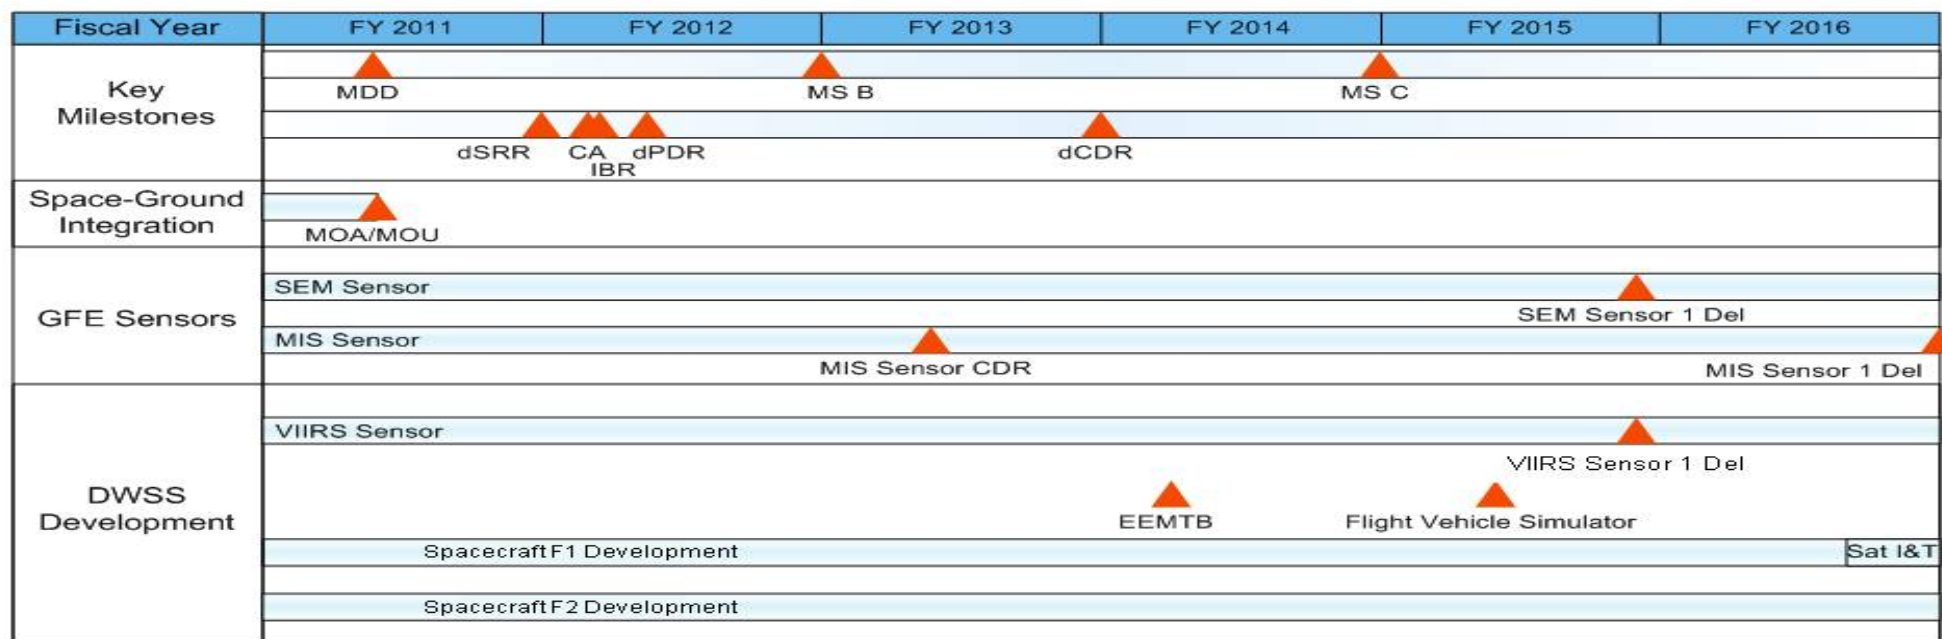 Fiscal Year FY 2011 FY 2012 FY 2013 FY 2014 FY 2015 FY 2016
Key
Milestones
MDD MS B MS C
dSRR CA dPDR dCDR
IBR
Space-Ground
Integration
MOA/MOU
GFE Sensors
SEM Sensor
SEM Sensor 1 Del
MIS Sensor
MIS Sensor CDR MIS Sensor 1 Del
DWSS
Development
VIIRS Sensor
VIIRS Sensor 1 Del
EEMTB Flight Vehicle Simulator
Spacecraft F1 Development Sat I&T
Spacecraft F2 Development